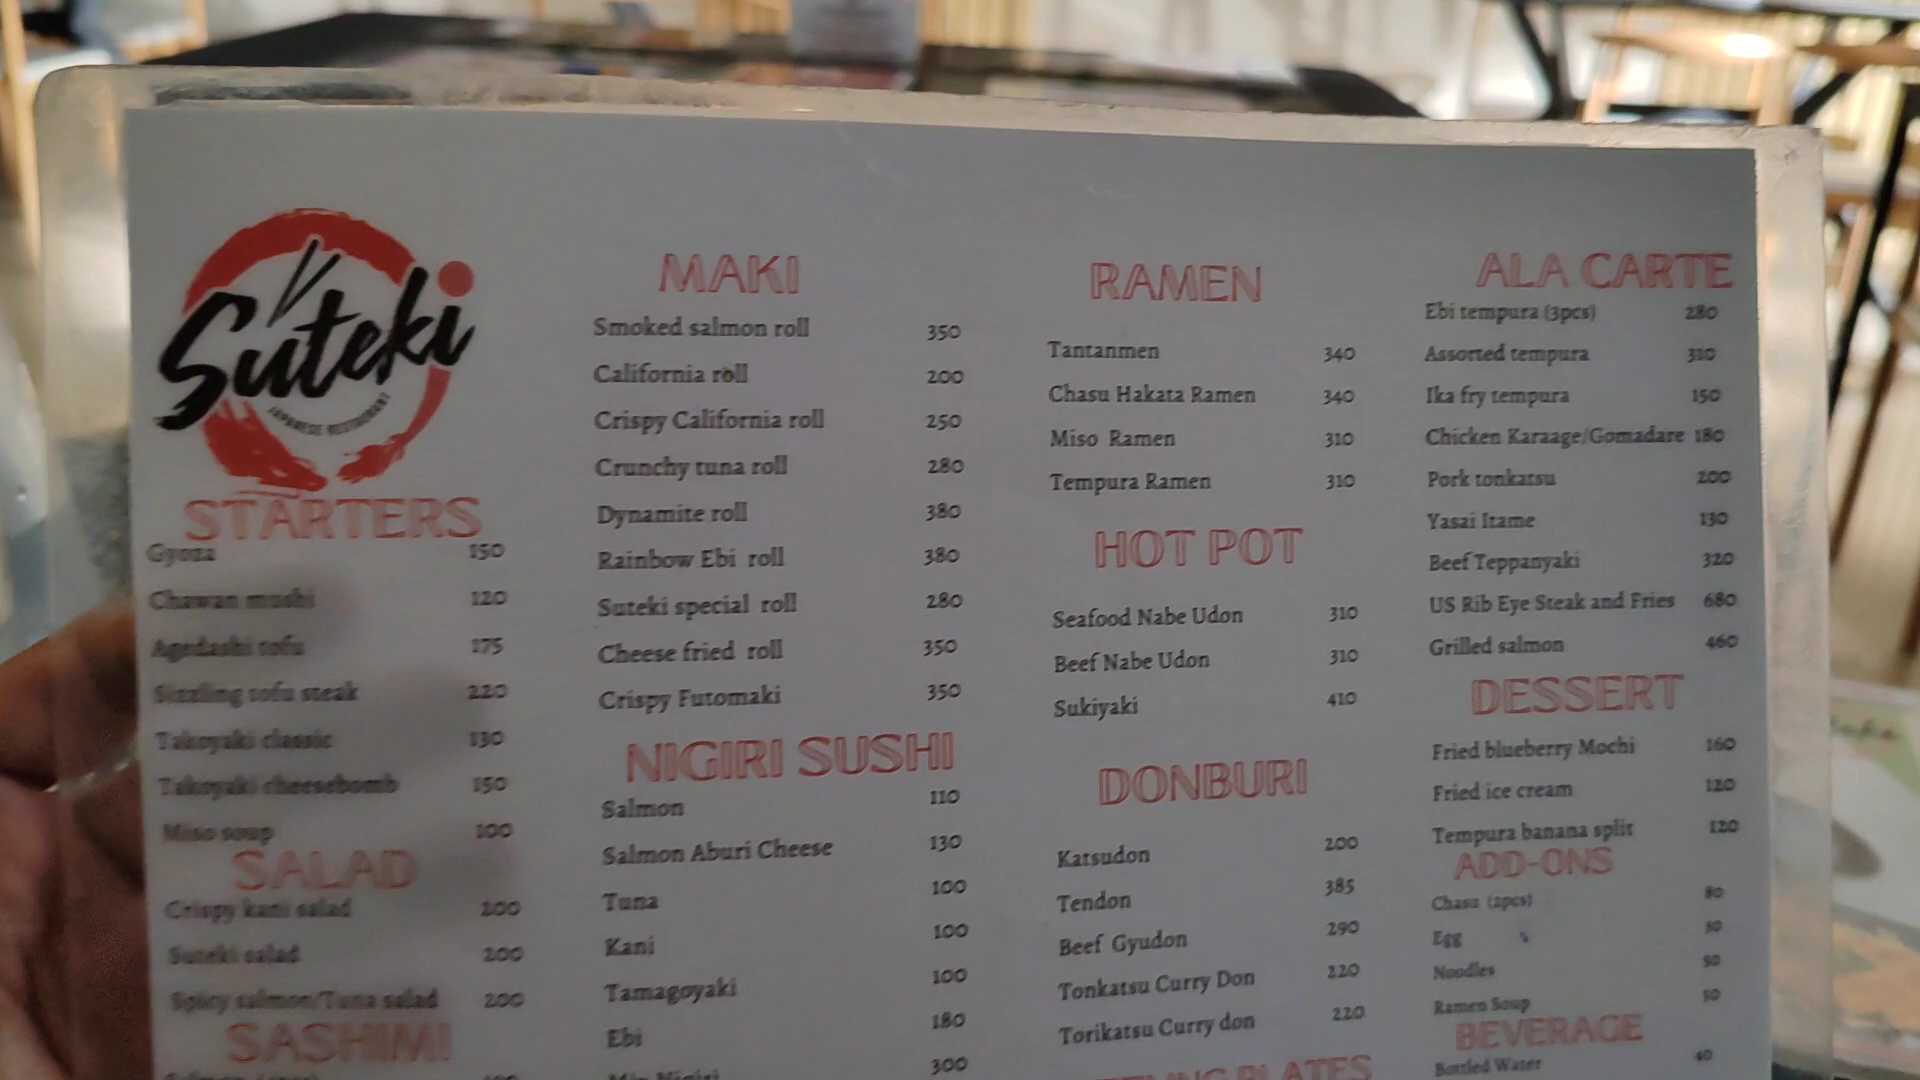 Suteki
JAPANESE RESTAURANT
STARTERS
Gyoza 150
Chawan mushi 120
Agedashi tofu 175
Sizzling tofu steak 220
Takoyaki classic 130
Takoyaki cheesebomb 150
Miso soup 100
SALAD
Crispy kani salad 200
Suteki salad 200
Spicy salmon/Tuna salad 200
SASHIMI
MAKI
Smoked salmon roll 350
California roll 200
Crispy California roll 250
Crunchy tuna roll 280
Dynamite roll 380
Rainbow Ebi roll 380
Suteki special roll 280
Cheese fried roll 350
Crispy Futomaki 350
NIGIRI SUSHI
Salmon 110
Salmon Aburi Cheese 130
Tuna 100
Kani 100
Tamagoyaki 100
Ebi 180
Nigiri 300
RAMEN
Tantanmen 340
Chasu Hakata Ramen 340
Miso Ramen 310
Tempura Ramen 310
HOT POT
Seafood Nabe Udon 310
Beef Nabe Udon 310
Sukiyaki 410
DONBURI
Katsudon 200
Tendon 385
Beef Gyudon 290
Tonkatsu Curry Don 220
Torikatsu Curry don 220
PLATES
ALA CARTE
Ebi tempura (3pcs) 280
Assorted tempura 310
Ika fry tempura 150
Chicken Karaage/Gomadare 180
Pork tonkatsu 200
Yasai Itame 130
Beef Teppanyaki 320
US Rib Eye Steak and Fries 680
Grilled salmon 460
DESSERT
Fried blueberry Mochi 160
Fried ice cream 120
Tempura banana split 120
ADD-ONS
Chasu (2pcs) 80
Egg
Noodles 50
Ramen Soup 50
BEVERAGE
Bottled Water 40